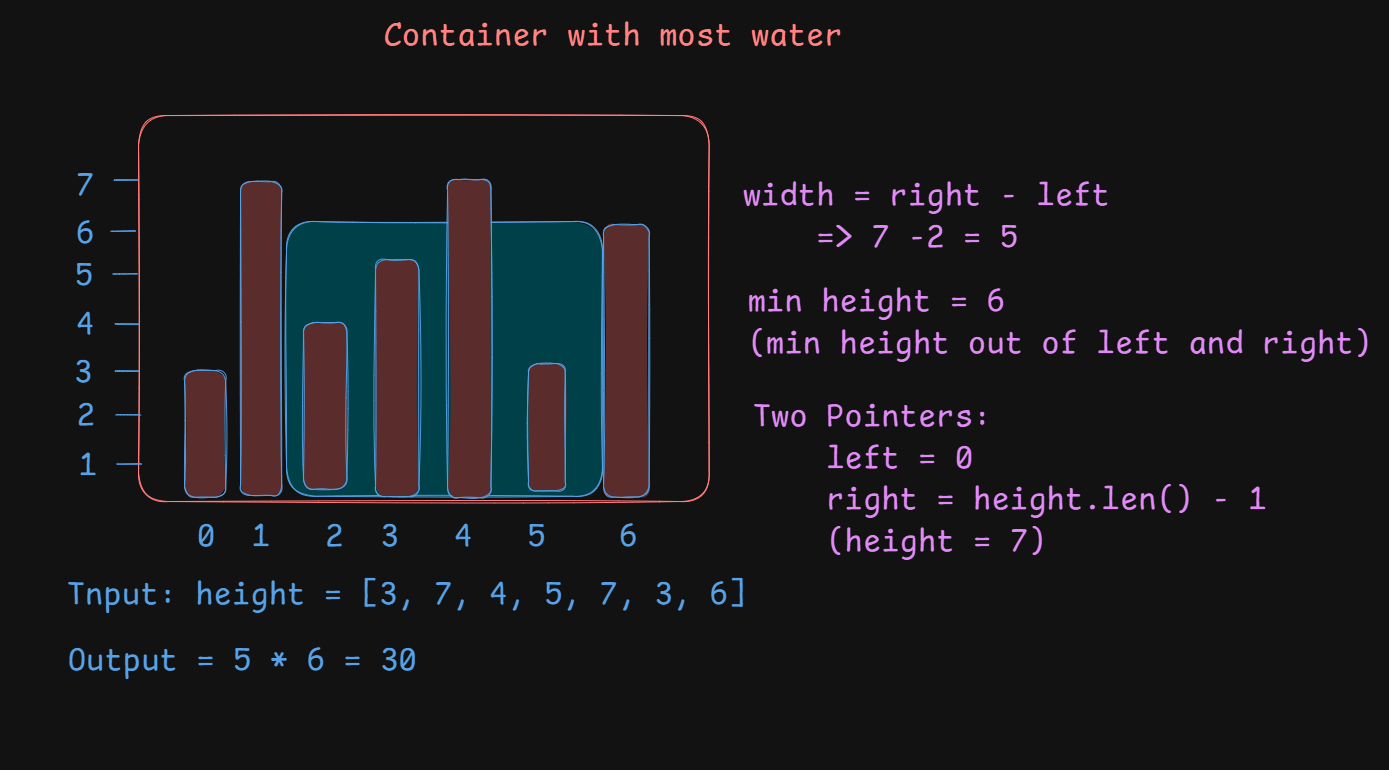 Container with most water
7
6
5
4
3
2
1
0 1 2 3 4 5 6
Tnput: height = [3, 7, 4, 5, 7, 3, 6]
Output = 5 * 6 = 30
width = right - left
=> 7 -2 = 5
min height = 6
(min height out of left and right)
Two Pointers:
left = 0
right = height.len() - 1
(height = 7)